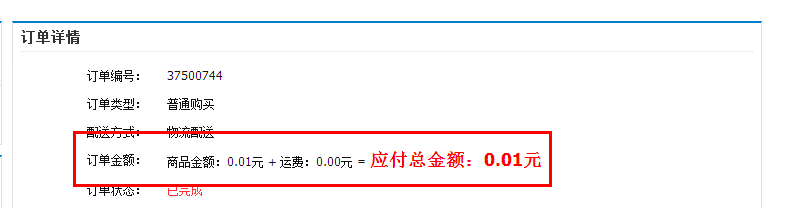 订单详情
订单编号： 37500744
订单类型： 普通购买
配送方式： 物流配送
订单金额： 商品金额：0.01元 + 运费：0.00元 = 应付总金额：0.01元
订单状态： 已完成